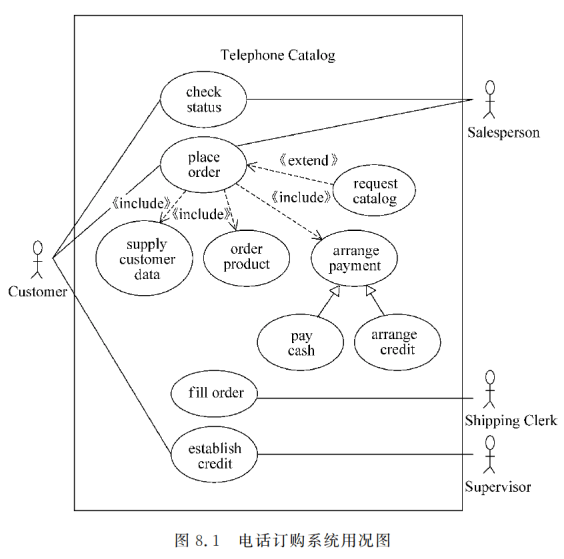 Telephone Catalog
check
status
Salesperson
place
order
《extend》
request
catalog
《include》
《include》
《include》
supply
customer
data
order
product
arrange
payment
Customer
pay
cash
arrange
credit
fill order
Shipping Clerk
establish
credit
Supervisor
图 8.1 电话订购系统用况图